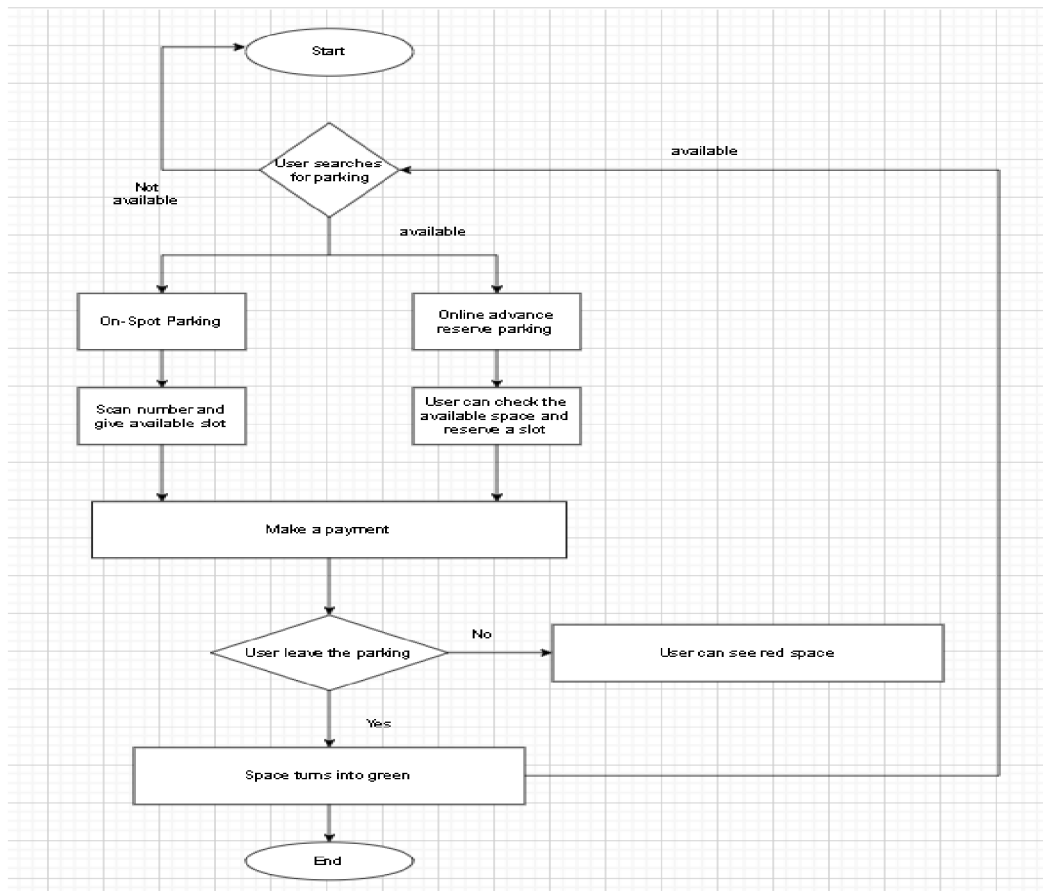 Start
User searches
for parking
available
Not
available
available
On-Spot Parking
Online advance
reserve parking
Scan number and
give available slot
User can check the
available space and
reserve a slot
Make a payment
User leave the parking
No
User can see red space
Yes
Space turns into green
End